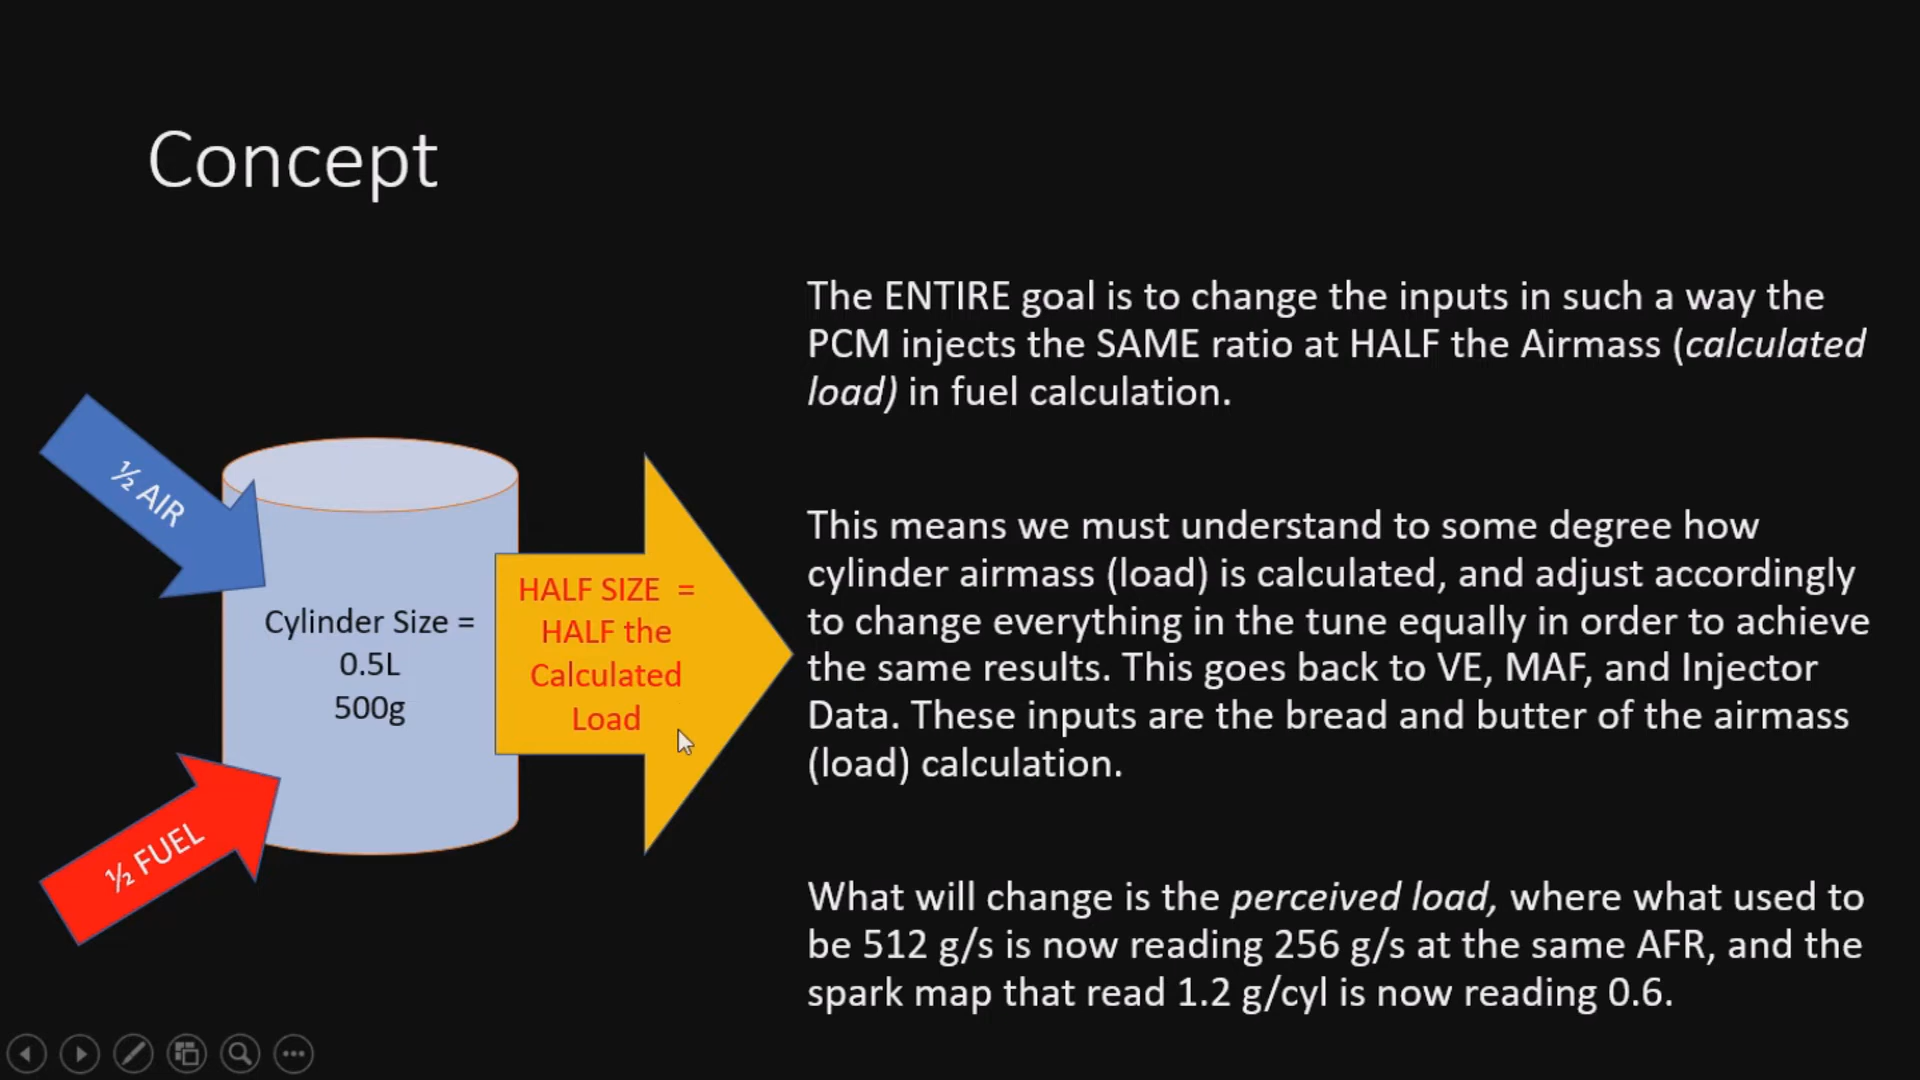 Concept
½ AIR
Cylinder Size =
0.5L
500g
½ FUEL
HALF SIZE =
HALF the
Calculated
Load
The ENTIRE goal is to change the inputs in such a way the
PCM injects the SAME ratio at HALF the Airmass (calculated
load) in fuel calculation.
This means we must understand to some degree how
cylinder airmass (load) is calculated, and adjust accordingly
to change everything in the tune equally in order to achieve
the same results. This goes back to VE, MAF, and Injector
Data. These inputs are the bread and butter of the airmass
(load) calculation.
What will change is the perceived load, where what used to
be 512 g/s is now reading 256 g/s at the same AFR, and the
spark map that read 1.2 g/cyl is now reading 0.6.